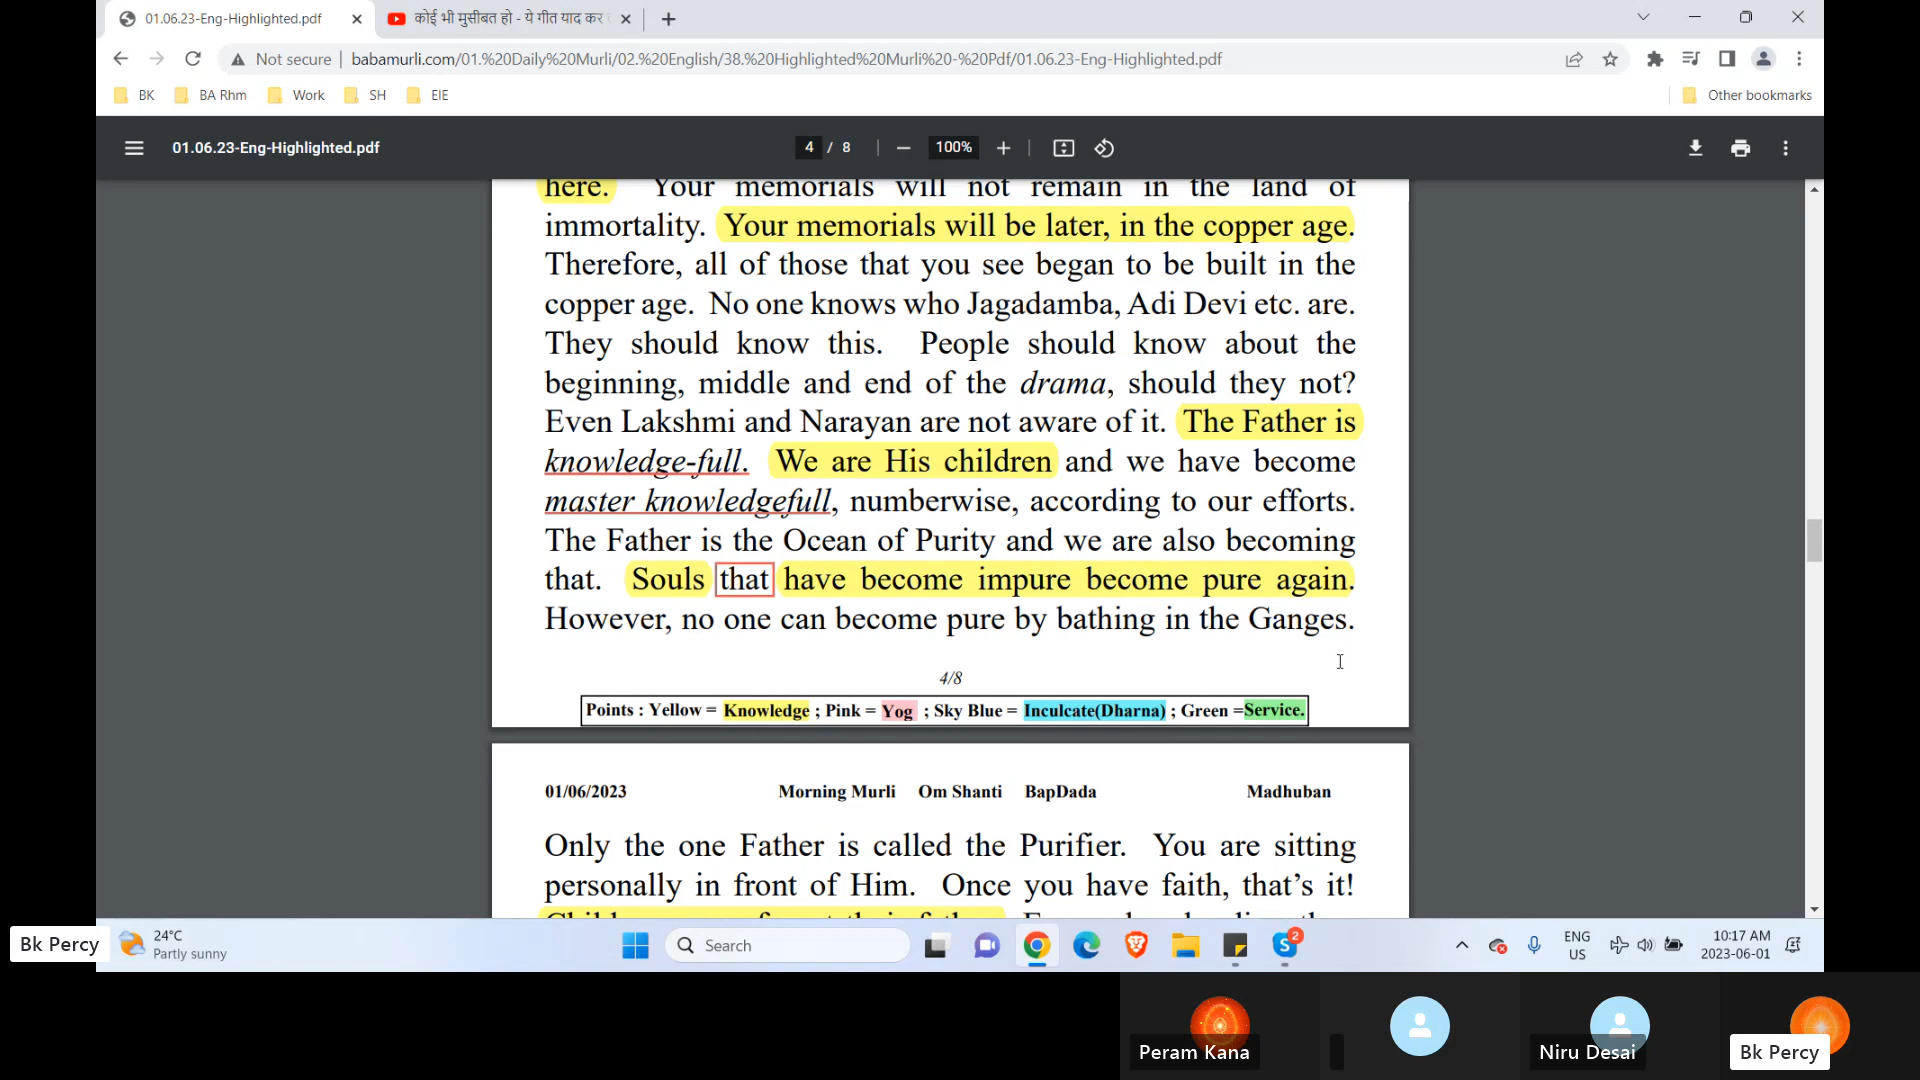 01.06.23-Eng-Highlighted.pdf
कोई भी मुसीबत हो - ये गीत याद कर
Not secure
babamurli.com/01.%20Daily%20Murli/02.%20English/38.%20Highlighted%20Murli%20-%20Pdf/01.06.23-Eng-Highlighted.pdf
BK
BA Rhm
Work
SH
EIE
Other bookmarks
01.06.23-Eng-Highlighted.pdf
4 / 8
100%
here. Your memorials will not remain in the land of
immortality. Your memorials will be later, in the copper age.
Therefore, all of those that you see began to be built in the
copper age. No one knows who Jagadamba, Adi Devi etc. are.
They should know this. People should know about the
beginning, middle and end of the drama, should they not?
Even Lakshmi and Narayan are not aware of it. The Father is
knowledge-full. We are His children and we have become
master knowledgefull, numberwise, according to our efforts.
The Father is the Ocean of Purity and we are also becoming
that. Souls that have become impure become pure again.
However, no one can become pure by bathing in the Ganges.
4/8
Points : Yellow = Knowledge ; Pink = Yog ; Sky Blue = Inculcate(Dharna) ; Green =Service.
01/06/2023 Morning Murli Om Shanti BapDada Madhuban
Only the one Father is called the Purifier. You are sitting
personally in front of Him. Once you have faith, that's it!
Bk Percy
24°C
Partly sunny
Search
S
2
ENG
US
10:17 AM
2023-06-01
Peram Kana
Niru Desai
Bk Percy